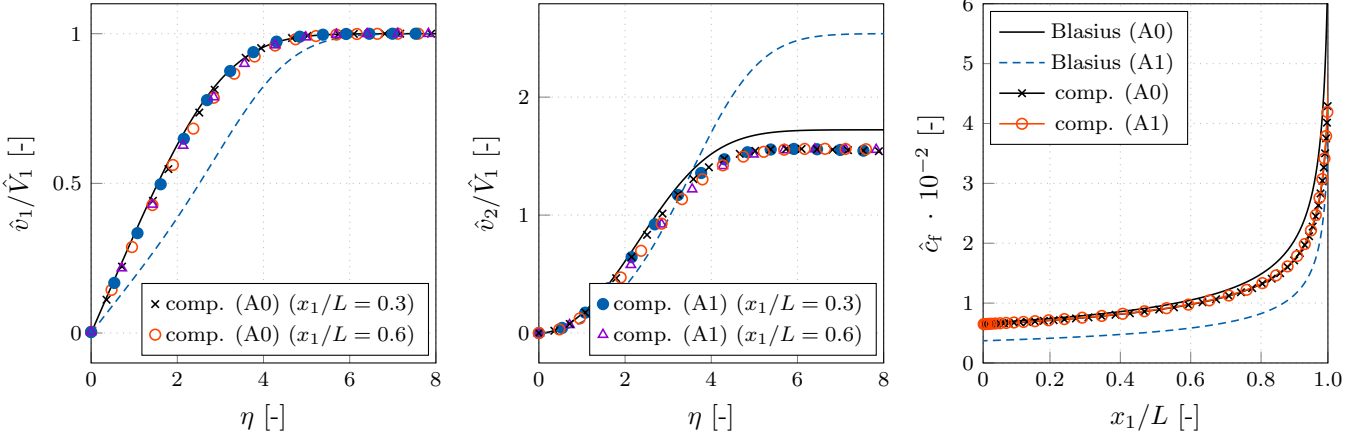 1
0.5
0
0
2
4
6
8
v̂₁/V̂₁ [-]
η [-]
comp. (A0) (x₁/L = 0.3)
comp. (A0) (x₁/L = 0.6)
2
1
0
0
2
4
6
8
v̂₂/V̂₁ [-]
η [-]
comp. (A1) (x₁/L = 0.3)
comp. (A1) (x₁/L = 0.6)
6
5
4
3
2
1
0
0
0.2
0.4
0.6
0.8
1.0
ĉ_f · 10⁻² [-]
x₁/L [-]
Blasius (A0)
Blasius (A1)
comp. (A0)
comp. (A1)